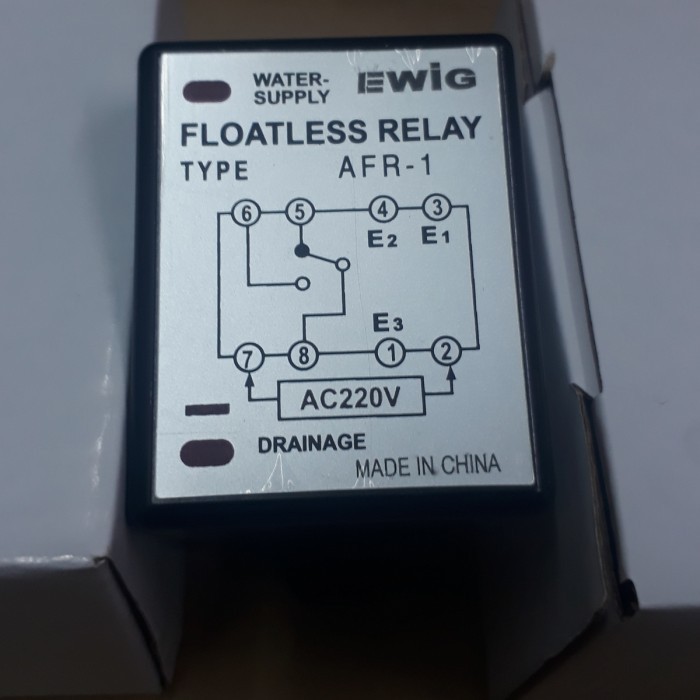 WATER-
SUPPLY
EWiG
FLOATLESS RELAY
TYPE AFR-1
6 5 4 3
E2 E1
E3
7 8 1 2
AC220V
DRAINAGE
MADE IN CHINA